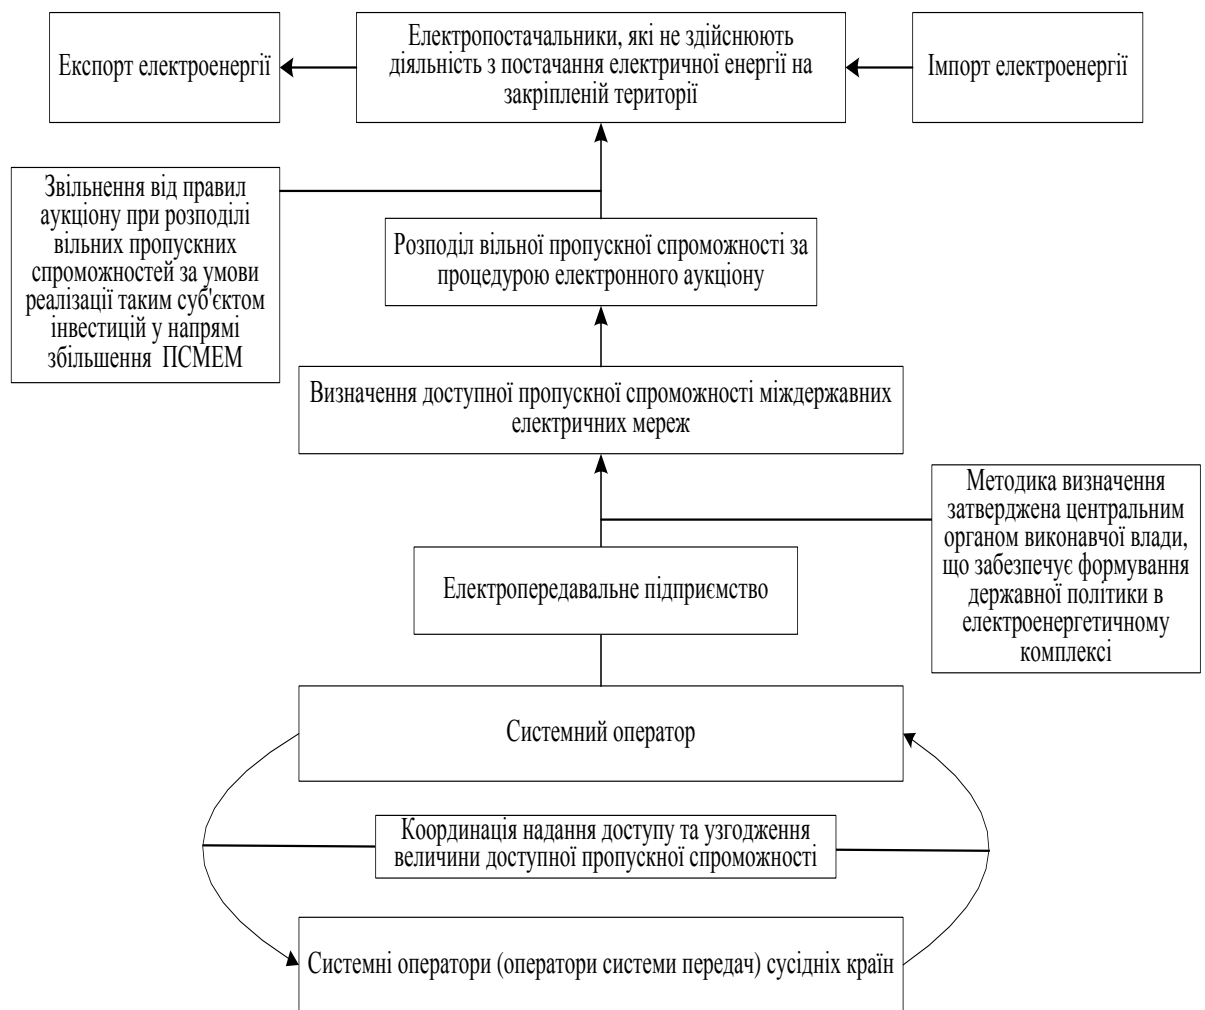 Експорт електроенергії
Електропостачальники, які не здійснюють
діяльність з постачання електричної енергії на
закріпленій території
Імпорт електроенергії
Звільнення від правил
аукціону при розподілі
вільних пропускних
спроможностей за умови
реалізації таким суб'єктом
інвестицій у напрямі
збільшення ПСМЕМ
Розподіл вільної пропускної спроможності за
процедурою електронного аукціону
Визначення доступної пропускної спроможності міждержавних
електричних мереж
Методика визначення
затверджена центральним
органом виконавчої влади,
що забезпечує формування
державної політики в
електроенергетичному
комплексі
Електропередавальне підприємство
Системний оператор
Координація надання доступу та узгодження
величини доступної пропускної спроможності
Системні оператори (оператори системи передач) сусідніх країн